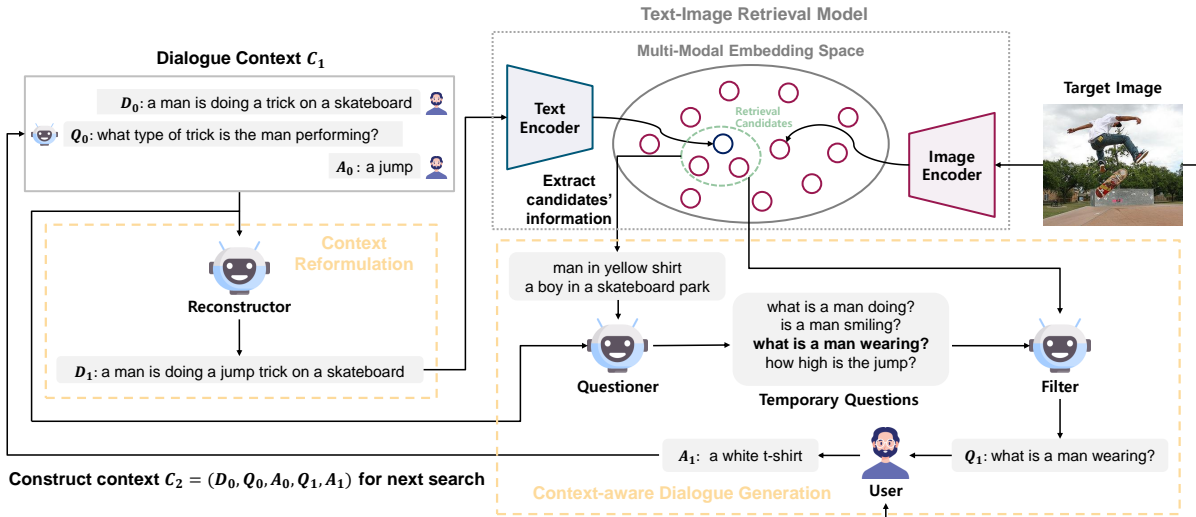 Text-Image Retrieval Model
Dialogue Context C₁
Multi-Modal Embedding Space
D₀: a man is doing a trick on a skateboard
Q₀: what type of trick is the man performing?
A₀: a jump
Text
Encoder
Retrieval
Candidates
Image
Encoder
Target Image
Extract
candidates'
information
Context
Reformulation
Reconstructor
D₁: a man is doing a jump trick on a skateboard
man in yellow shirt
a boy in a skateboard park
Questioner
what is a man doing?
is a man smiling?
what is a man wearing?
how high is the jump?
Temporary Questions
Filter
A₁: a white t-shirt
User
Q₁: what is a man wearing?
Construct context C₂ = (D₀, Q₀, A₀, Q₁, A₁) for next search
Context-aware Dialogue Generation